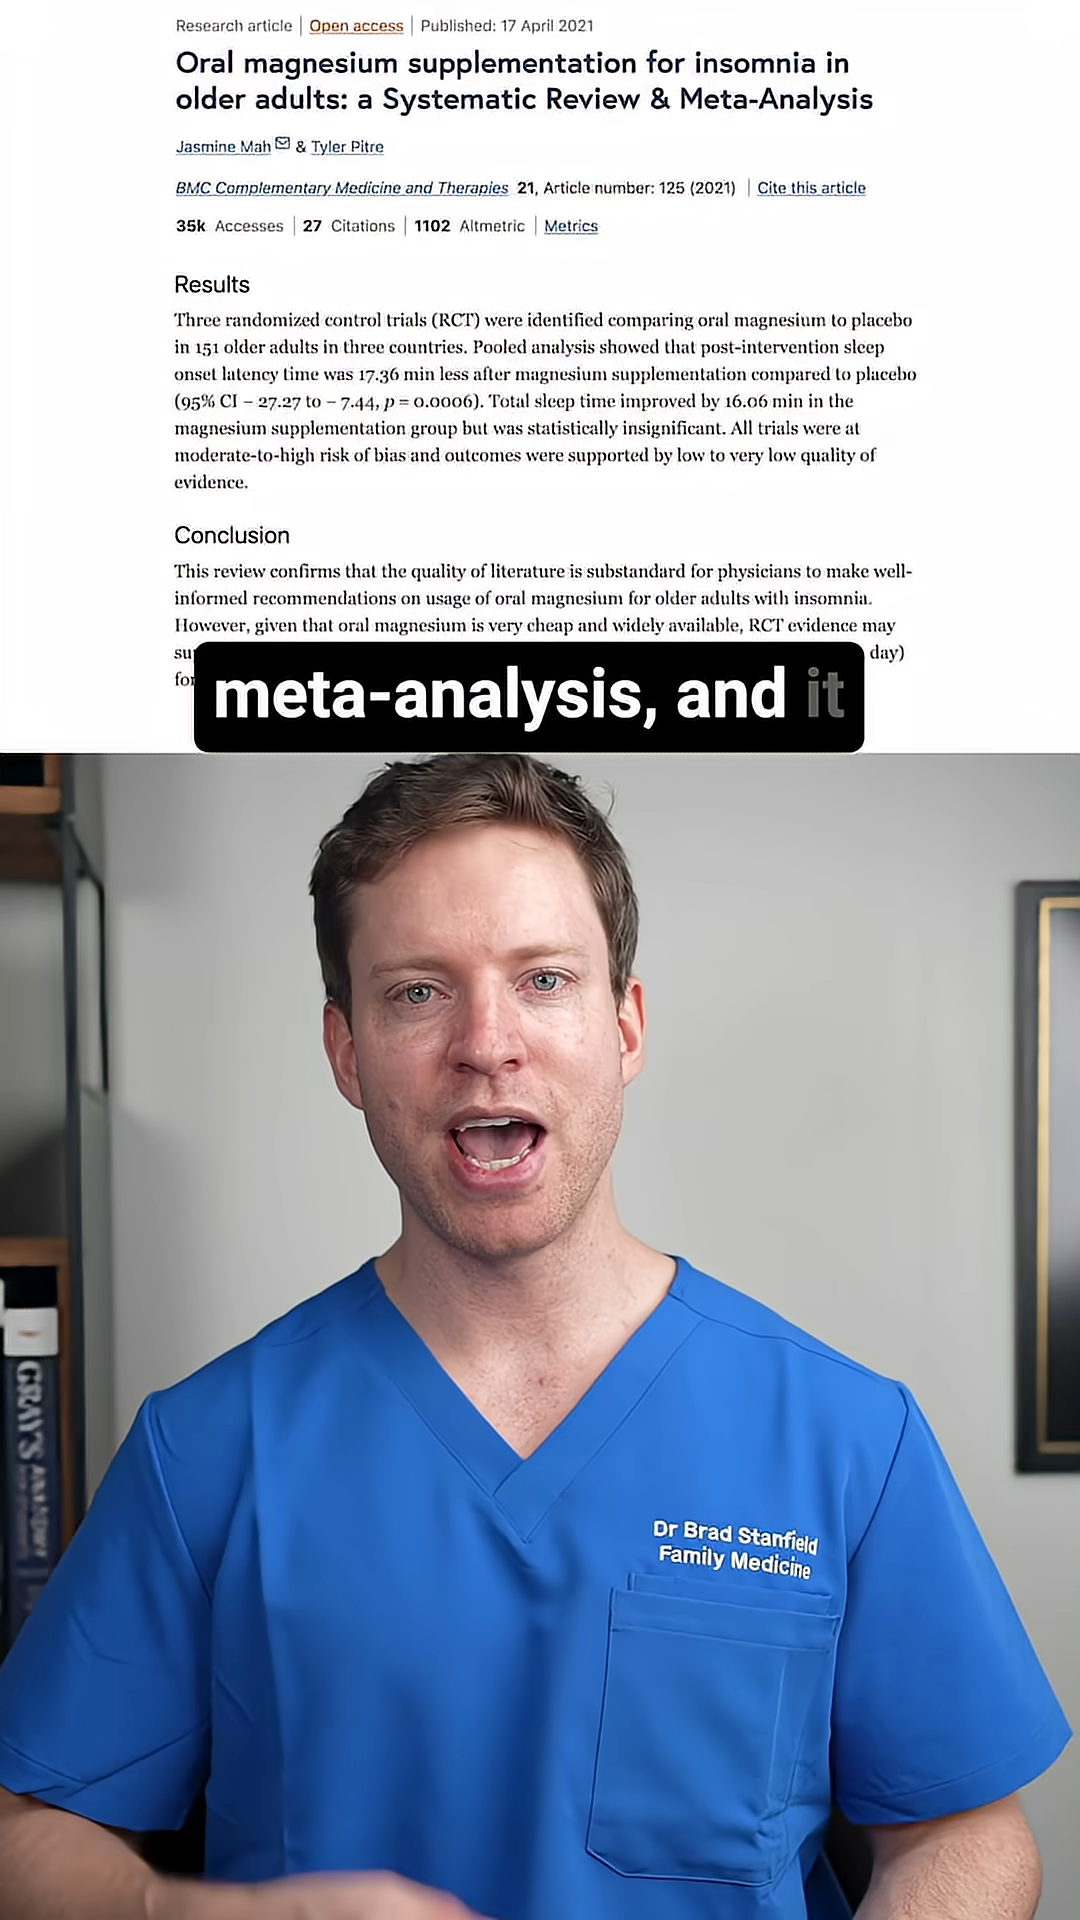 Research article | Open access | Published: 17 April 2021
Oral magnesium supplementation for insomnia in
older adults: a Systematic Review & Meta-Analysis
Jasmine Mah & Tyler Pitre
BMC Complementary Medicine and Therapies 21, Article number: 125 (2021) | Cite this article
35k Accesses | 27 Citations | 1102 Altmetric | Metrics
Results
Three randomized control trials (RCT) were identified comparing oral magnesium to placebo
in 151 older adults in three countries. Pooled analysis showed that post-intervention sleep
onset latency time was 17.36 min less after magnesium supplementation compared to placebo
(95% CI − 27.27 to − 7.44, p = 0.0006). Total sleep time improved by 16.06 min in the
magnesium supplementation group but was statistically insignificant. All trials were at
moderate-to-high risk of bias and outcomes were supported by low to very low quality of
evidence.
Conclusion
This review confirms that the quality of literature is substandard for physicians to make well-
informed recommendations on usage of oral magnesium for older adults with insomnia.
However, given that oral magnesium is very cheap and widely available, RCT evidence may
day)
meta-analysis, and it
GRAY'S
Dr Brad Stanfield
Family Medicine